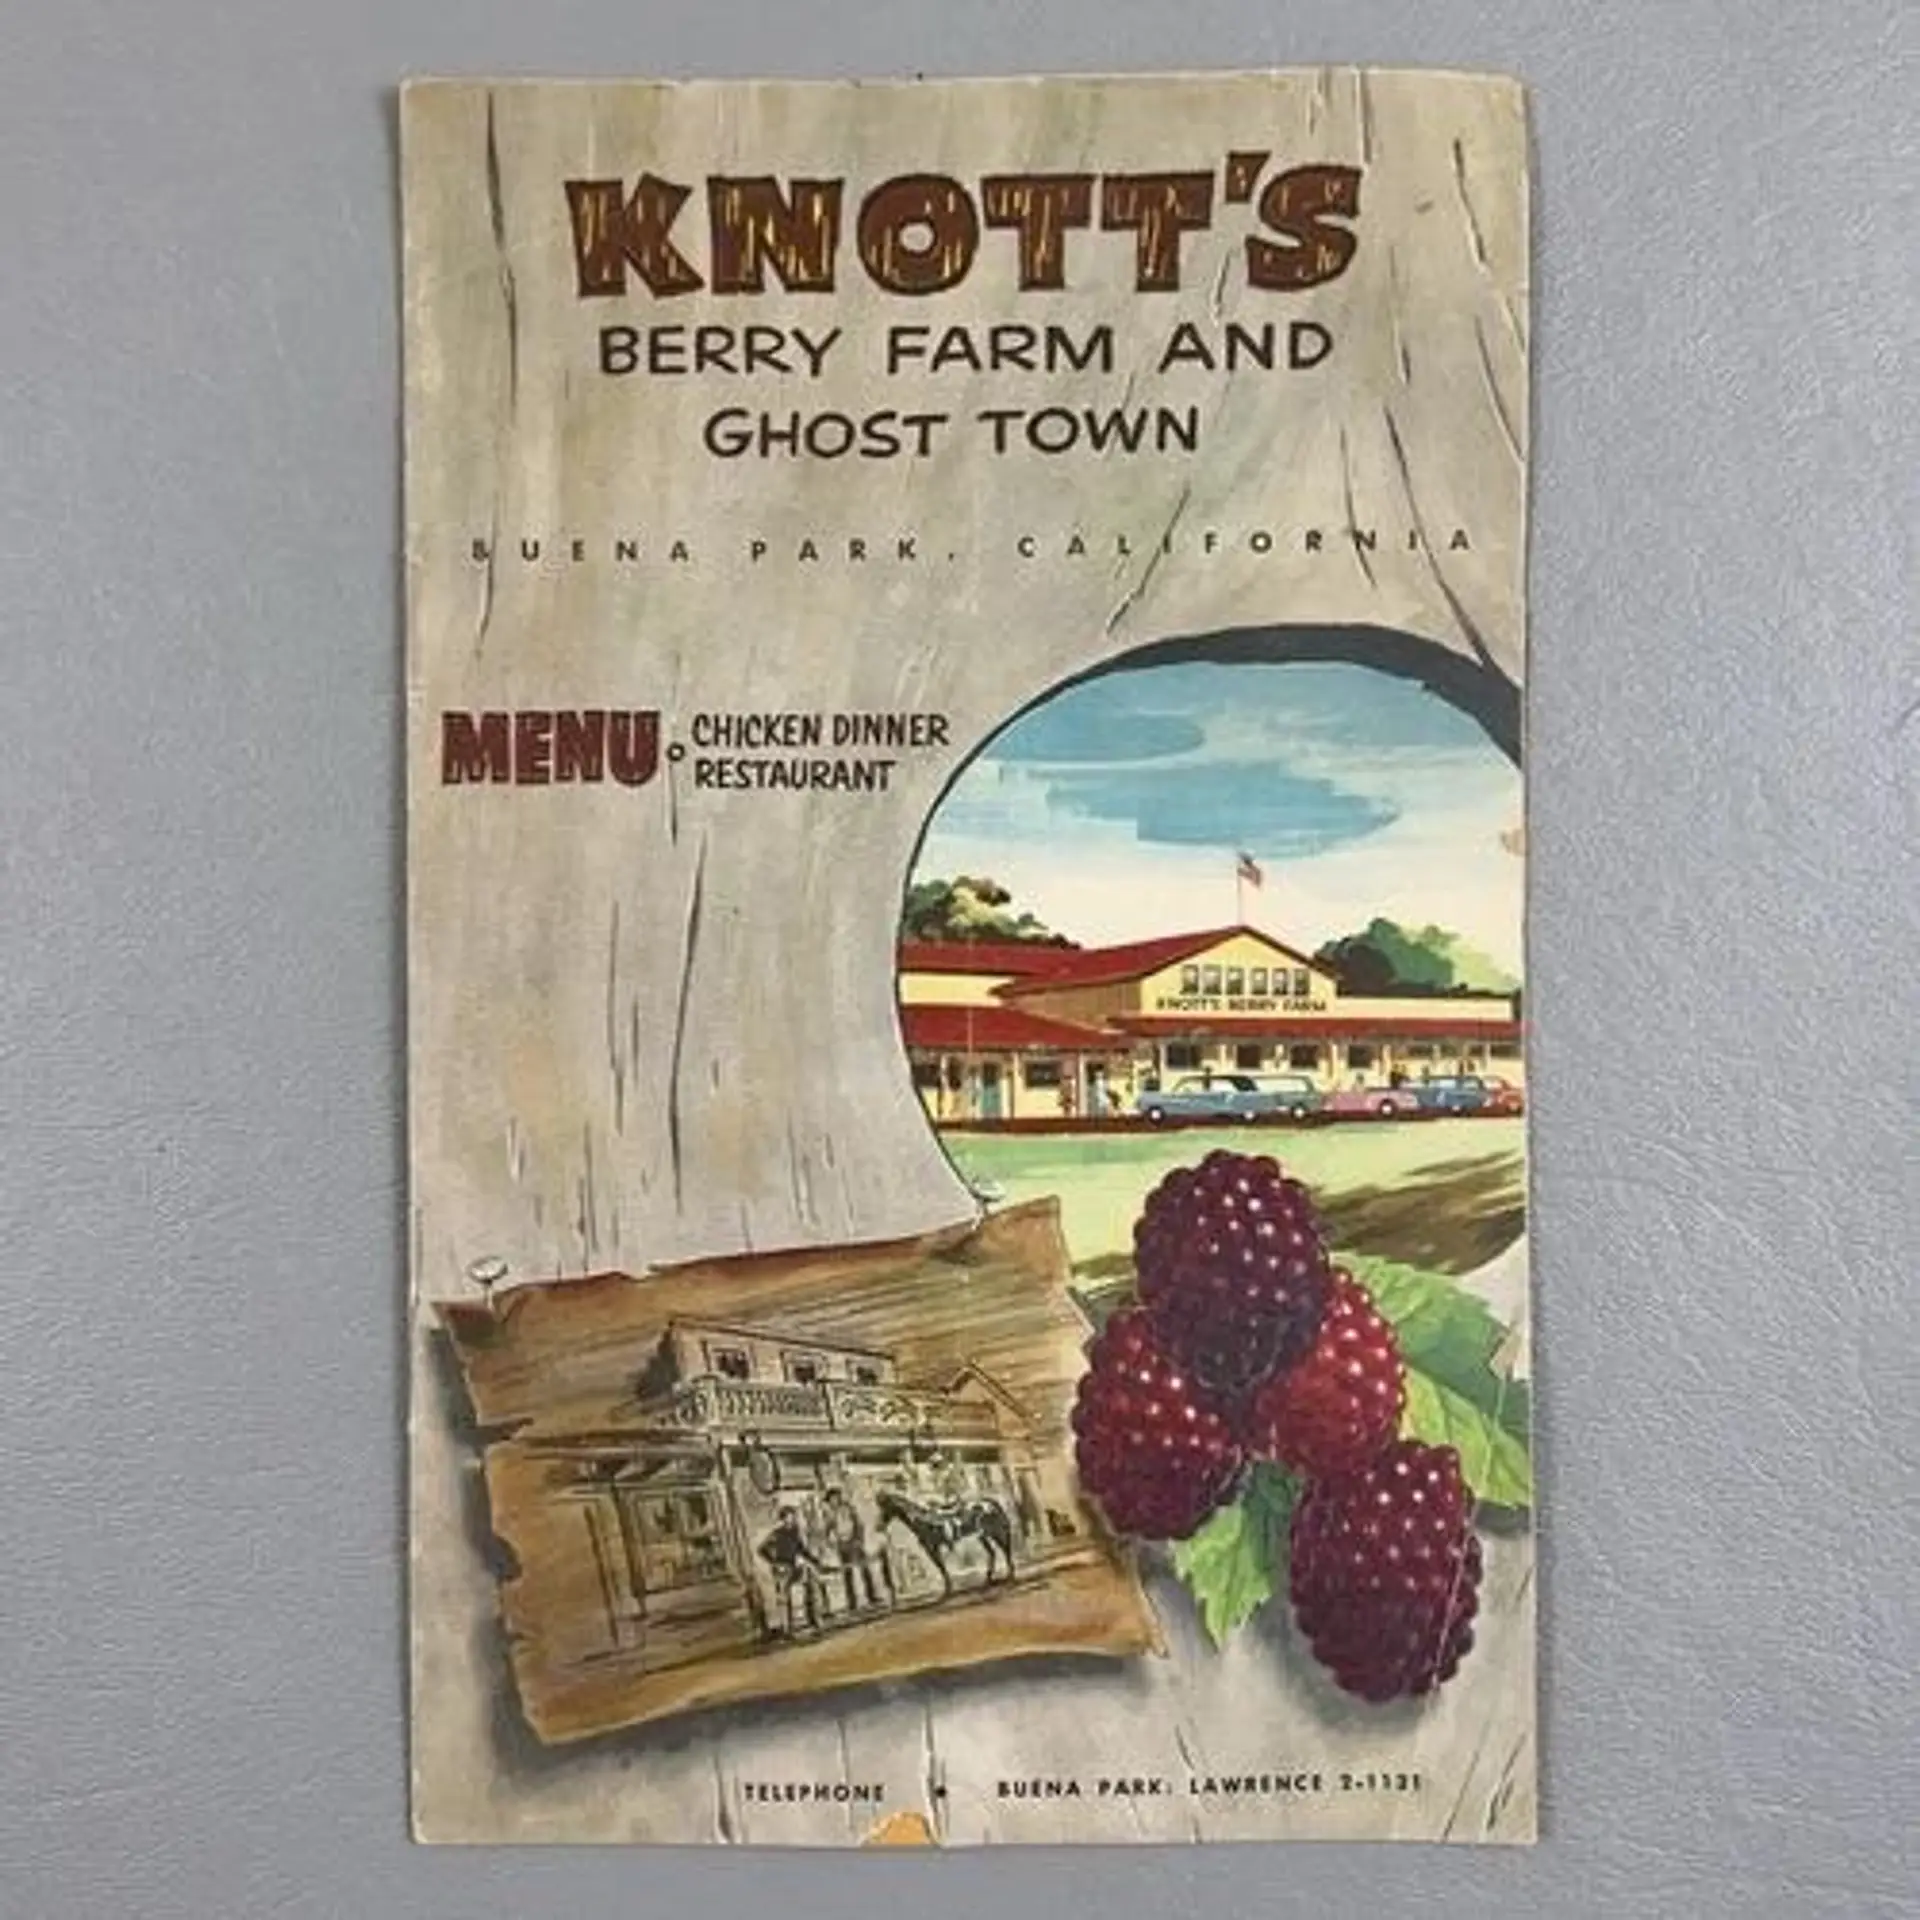 KNOTT'S
BERRY FARM AND
GHOST TOWN
BUENA PARK, CALIFORNIA
MENU
CHICKEN DINNER
RESTAURANT
KNOTT'S BERRY FARM
TELEPHONE • BUENA PARK: LAWRENCE 2-1131